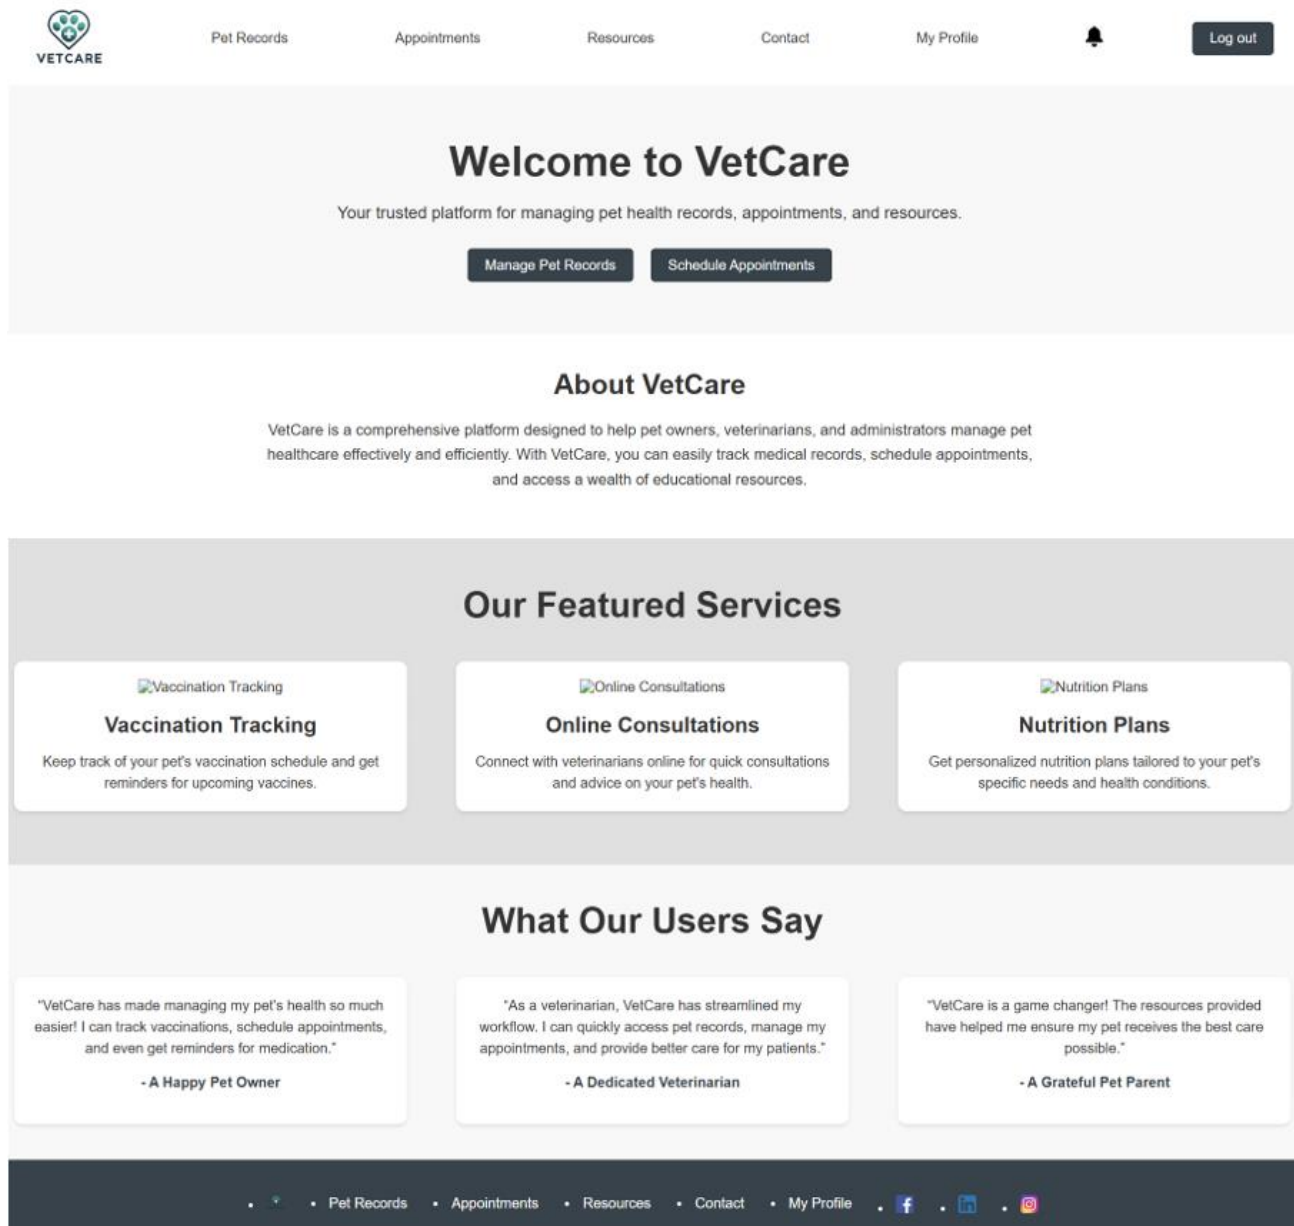 VETCARE
Pet Records
Appointments
Resources
Contact
My Profile
Log out
Welcome to VetCare
Your trusted platform for managing pet health records, appointments, and resources.
Manage Pet Records
Schedule Appointments
About VetCare
VetCare is a comprehensive platform designed to help pet owners, veterinarians, and administrators manage pet
healthcare effectively and efficiently. With VetCare, you can easily track medical records, schedule appointments,
and access a wealth of educational resources.
Our Featured Services
Vaccination Tracking
Vaccination Tracking
Keep track of your pet's vaccination schedule and get
reminders for upcoming vaccines.
Online Consultations
Online Consultations
Connect with veterinarians online for quick consultations
and advice on your pet's health.
Nutrition Plans
Nutrition Plans
Get personalized nutrition plans tailored to your pet's
specific needs and health conditions.
What Our Users Say
"VetCare has made managing my pet's health so much
easier! I can track vaccinations, schedule appointments,
and even get reminders for medication."
- A Happy Pet Owner
"As a veterinarian, VetCare has streamlined my
workflow. I can quickly access pet records, manage my
appointments, and provide better care for my patients."
- A Dedicated Veterinarian
"VetCare is a game changer! The resources provided
have helped me ensure my pet receives the best care
possible."
- A Grateful Pet Parent
• Pet Records • Appointments • Resources • Contact • My Profile